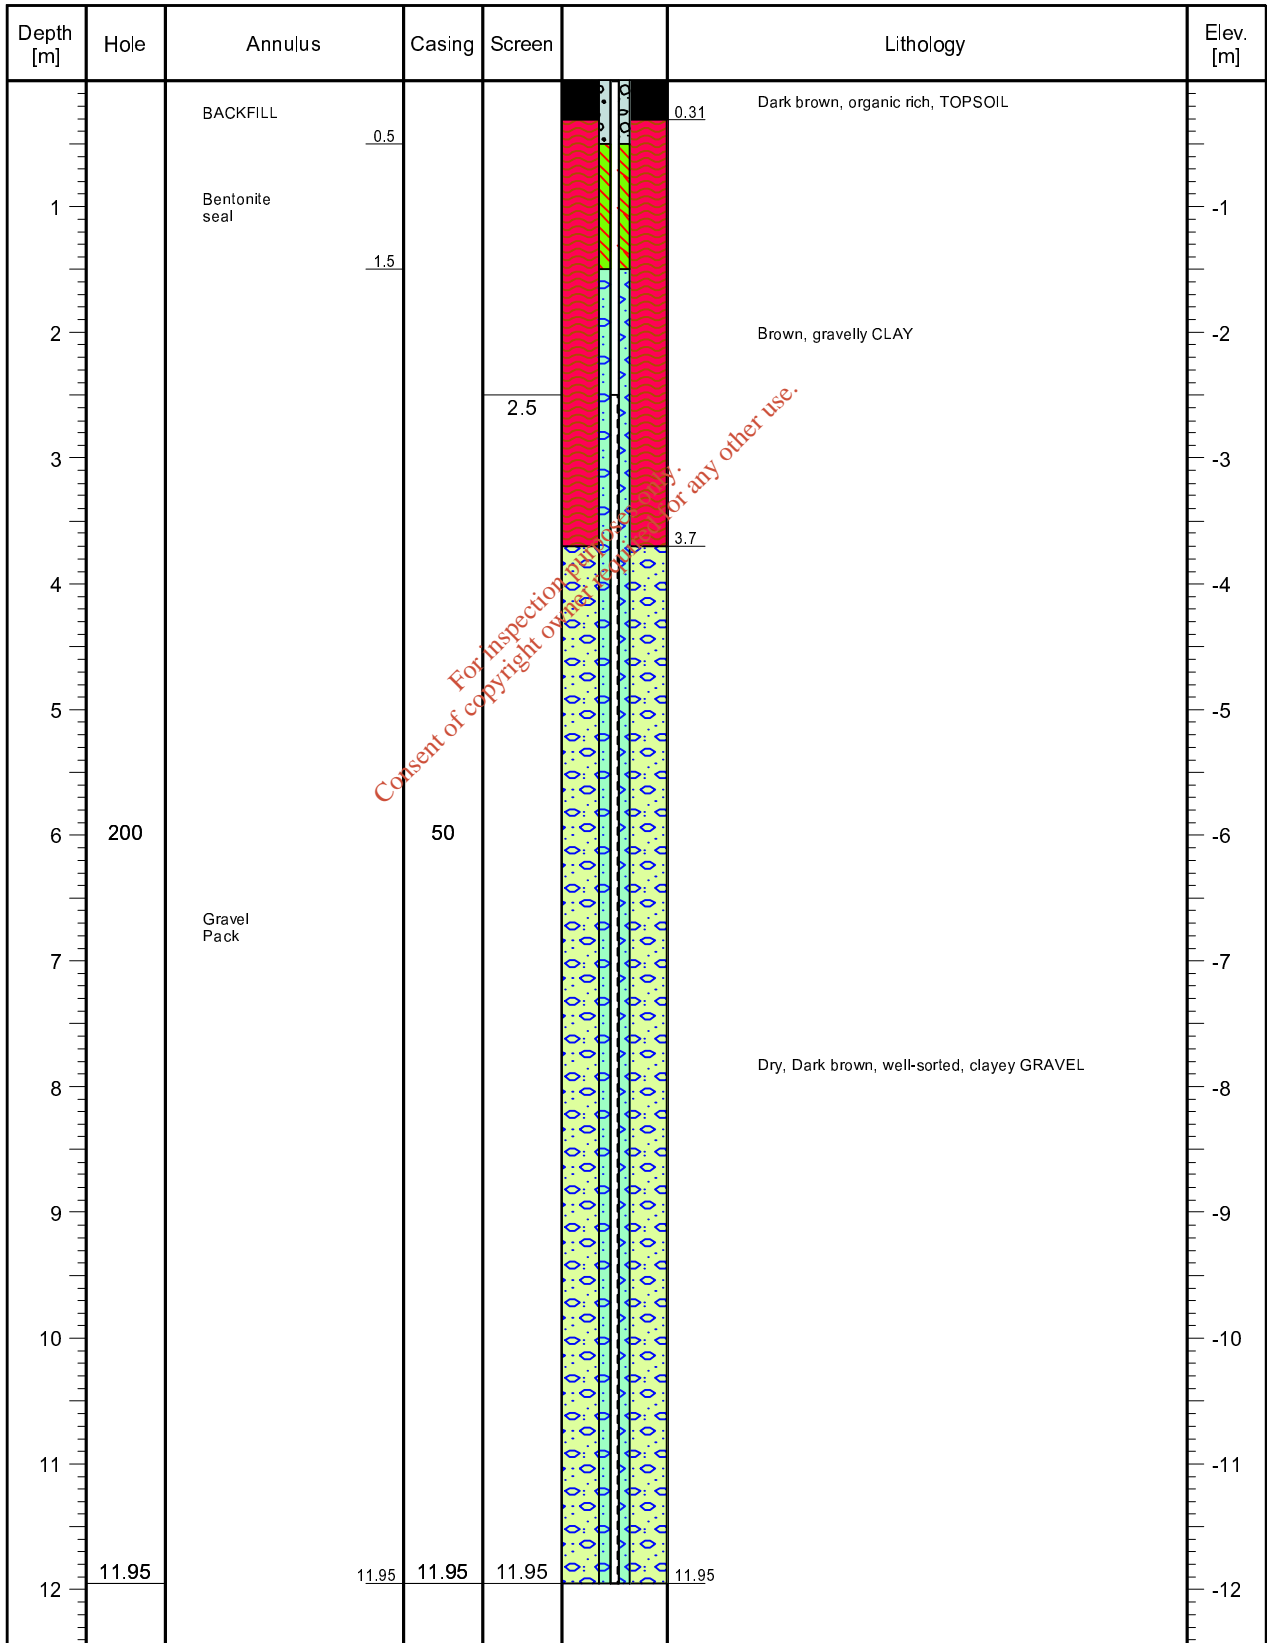 Depth
[m]
Hole
Annulus
Casing
Screen
Lithology
Elev.
[m]
BACKFILL
0.31
Dark brown, organic rich, TOPSOIL
0.5
1
Bentonite
seal
-1
1.5
2
Brown, gravelly CLAY
-2
2.5
3
-3
3.7
4
-4
For inspection purposes only.
Consent of copyright owner required for any other use.
5
-5
6
200
50
-6
Gravel
Pack
7
-7
Dry, Dark brown, well-sorted, clayey GRAVEL
8
-8
9
-9
10
-10
11
-11
11.95
11.95
11.95
11.95
11.95
12
-12